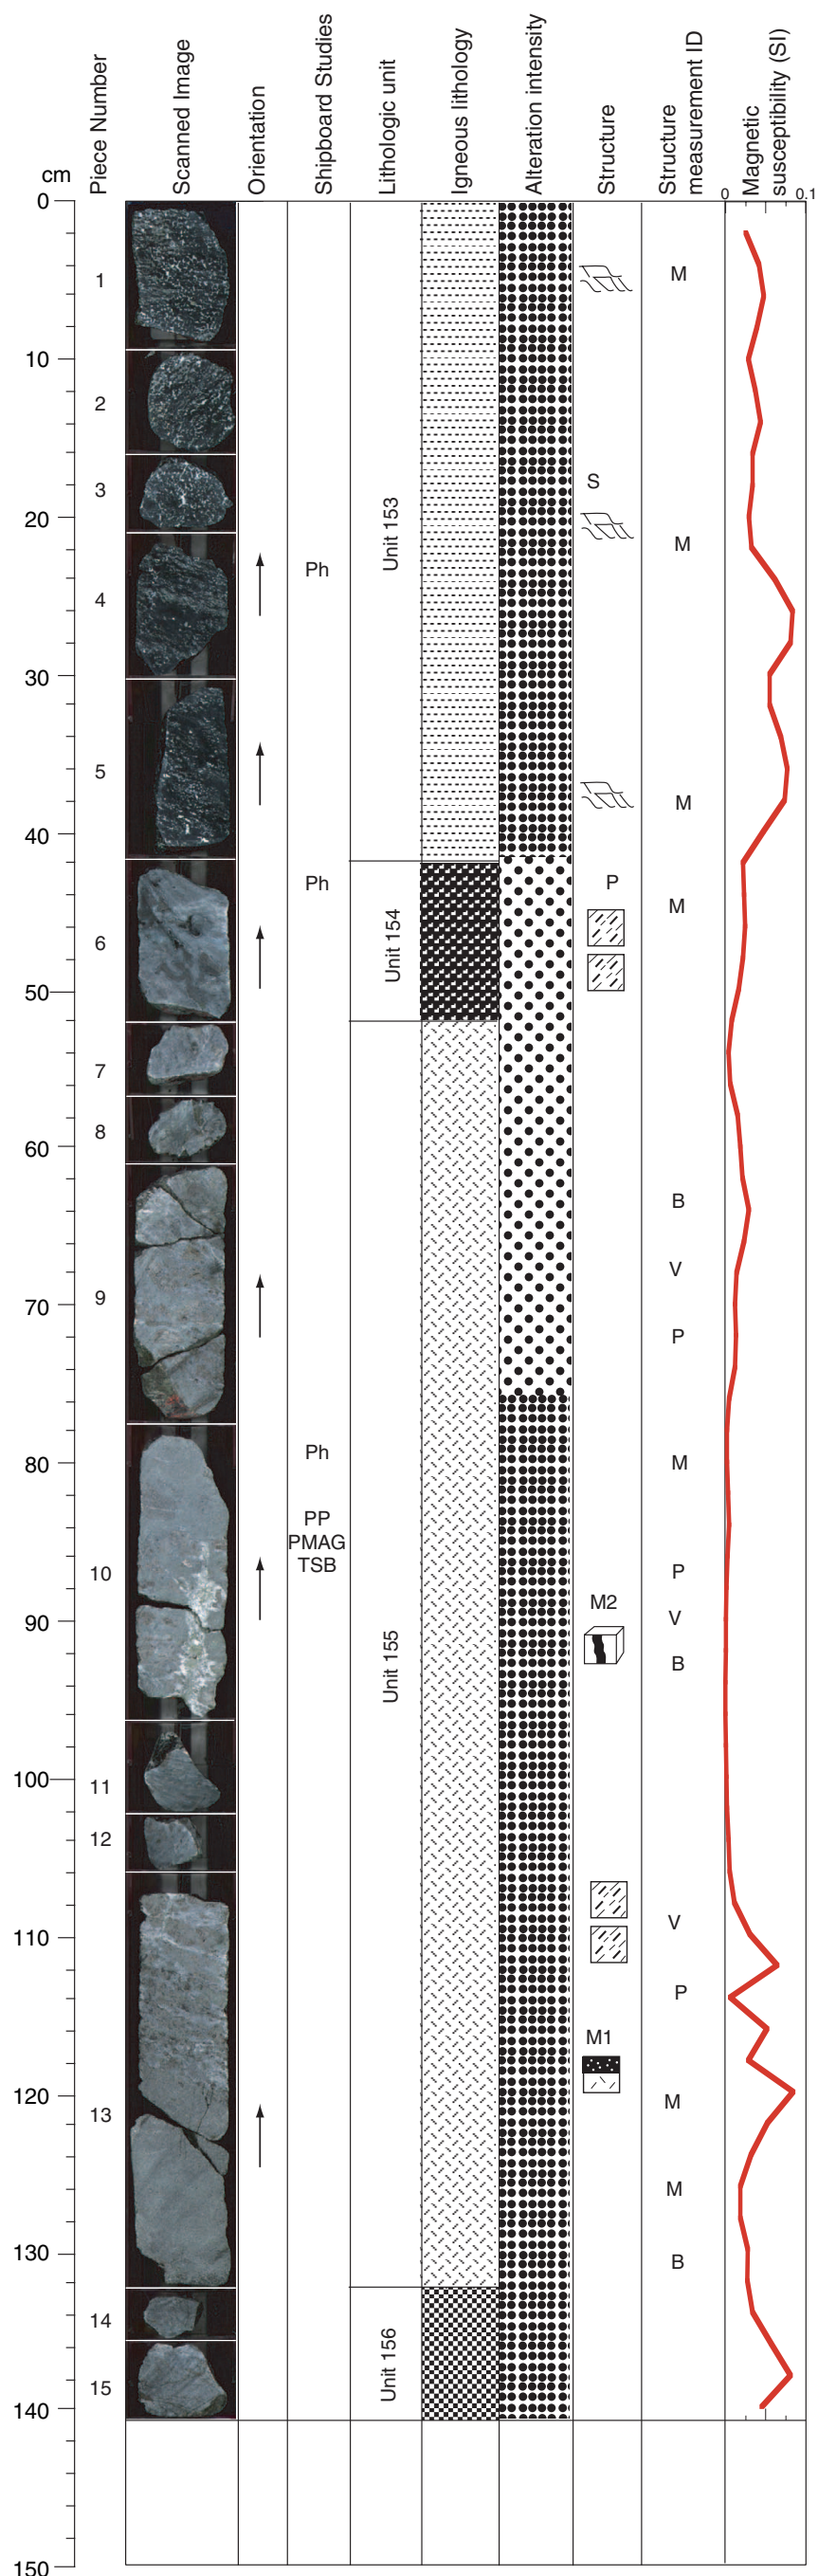 cm
Piece Number
Scanned Image
Orientation
Shipboard Studies
Lithologic unit
Igneous lithology
Alteration intensity
Structure
Structure
measurement ID
Magnetic
susceptibility (SI)
0 0.1
0
1 M
10
2
3 S
20
Unit 153
M
4 Ph
30
5
M
40
Ph P
M
6
Unit 154
50
7
8
60
B
V
9
70
P
80
Ph
M
PP
PMAG
TSB
10
P
M2
90
V
B
Unit 155
100
11
12
110
V
P
M1
120
M
13
M
130
B
14
Unit 156
15
140
150